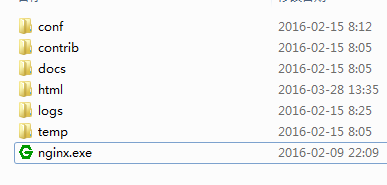 conf 2016-02-15 8:12
contrib 2016-02-15 8:05
docs 2016-02-15 8:05
html 2016-03-28 13:35
logs 2016-02-15 8:25
temp 2016-02-15 8:05
nginx.exe 2016-02-09 22:09